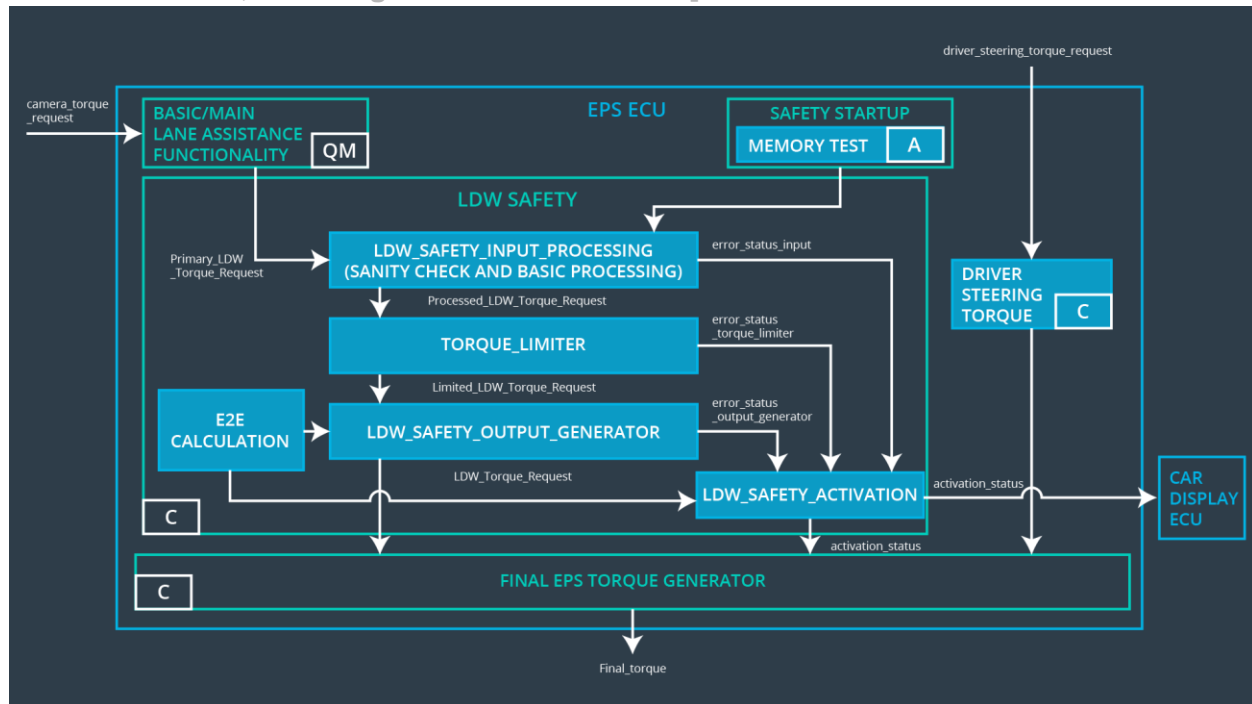 driver_steering_torque_request
camera_torque
_request
EPS ECU
BASIC/MAIN
LANE ASSISTANCE
FUNCTIONALITY
QM
SAFETY STARTUP
MEMORY TEST
A
LDW SAFETY
Primary_LDW
_Torque_Request
LDW_SAFETY_INPUT_PROCESSING
(SANITY CHECK AND BASIC PROCESSING)
error_status_input
DRIVER
STEERING
TORQUE
C
Processed_LDW_Torque_Request
TORQUE_LIMITER
error_status
_torque_limiter
Limited_LDW_Torque_Request
E2E
CALCULATION
LDW_SAFETY_OUTPUT_GENERATOR
error_status
_output_generator
LDW_Torque_Request
LDW_SAFETY_ACTIVATION
activation_status
CAR
DISPLAY
ECU
C
activation_status
FINAL EPS TORQUE GENERATOR
C
Final_torque